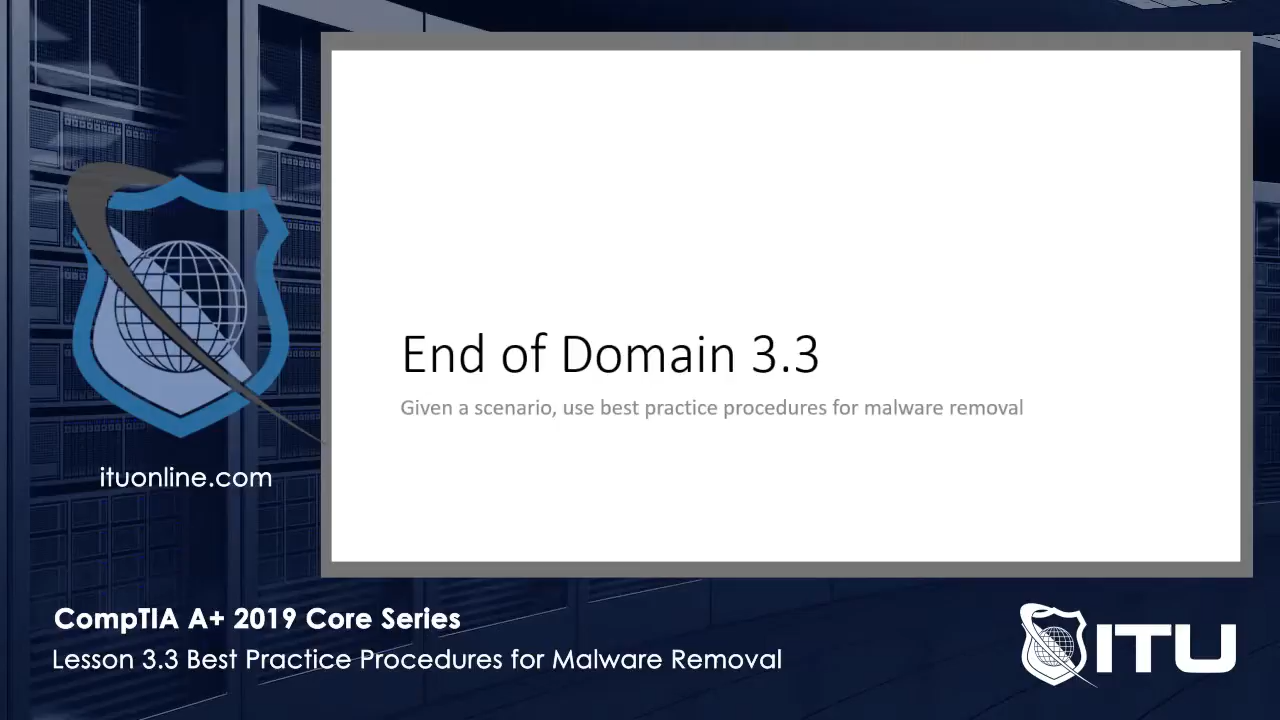 End of Domain 3.3
Given a scenario, use best practice procedures for malware removal
ituonline.com
CompTIA A+ 2019 Core Series
Lesson 3.3 Best Practice Procedures for Malware Removal
ITU